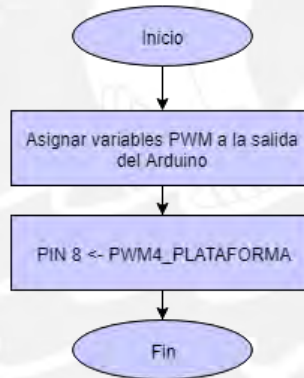 Inicio
Asignar variables PWM a la salida
del Arduino
PIN 8 <- PWM4_PLATAFORMA
Fin